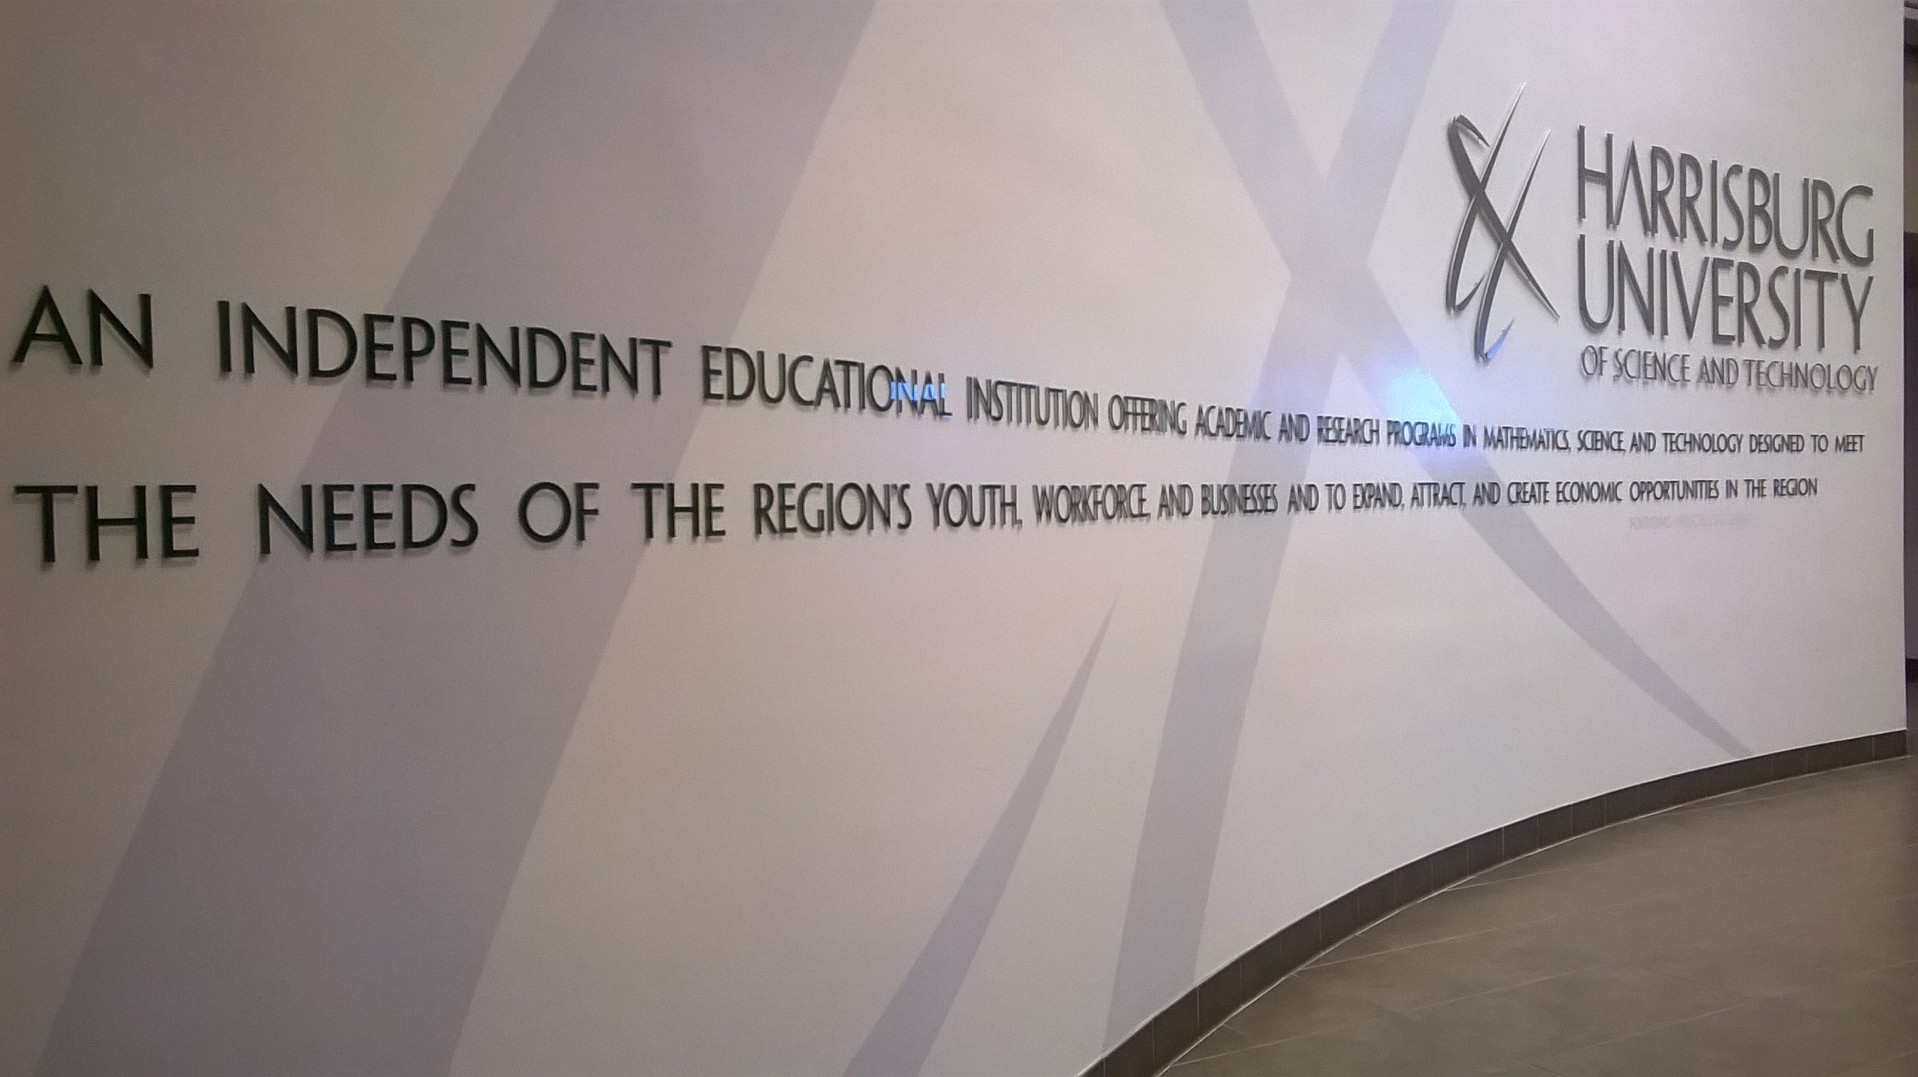 HARRISBURG
UNIVERSITY
OF SCIENCE AND TECHNOLOGY
AN INDEPENDENT EDUCATIONAL INSTITUTION OFFERING ACADEMIC AND RESEARCH PROGRAMS IN MATHEMATICS, SCIENCE, AND TECHNOLOGY DESIGNED TO MEET
THE NEEDS OF THE REGION'S YOUTH, WORKFORCE, AND BUSINESSES AND TO EXPAND, ATTRACT, AND CREATE ECONOMIC OPPORTUNITIES IN THE REGION